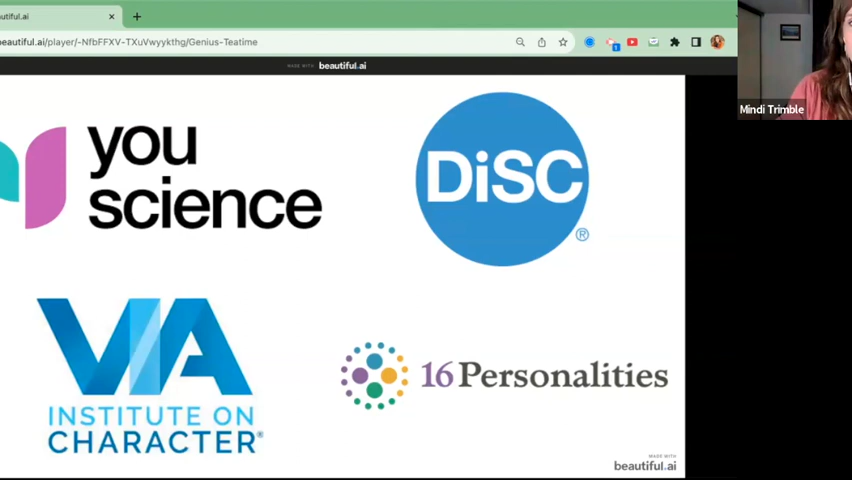 utiful.ai
beautiful.ai/player/-NfbFFXV-TXuVwyykthg/Genius-Teatime
MADE WITH beautiful.ai
Mindi Trimble
you
science
DiSC
®
VIA
INSTITUTE ON
CHARACTER®
16Personalities
MADE WITH
beautiful.ai